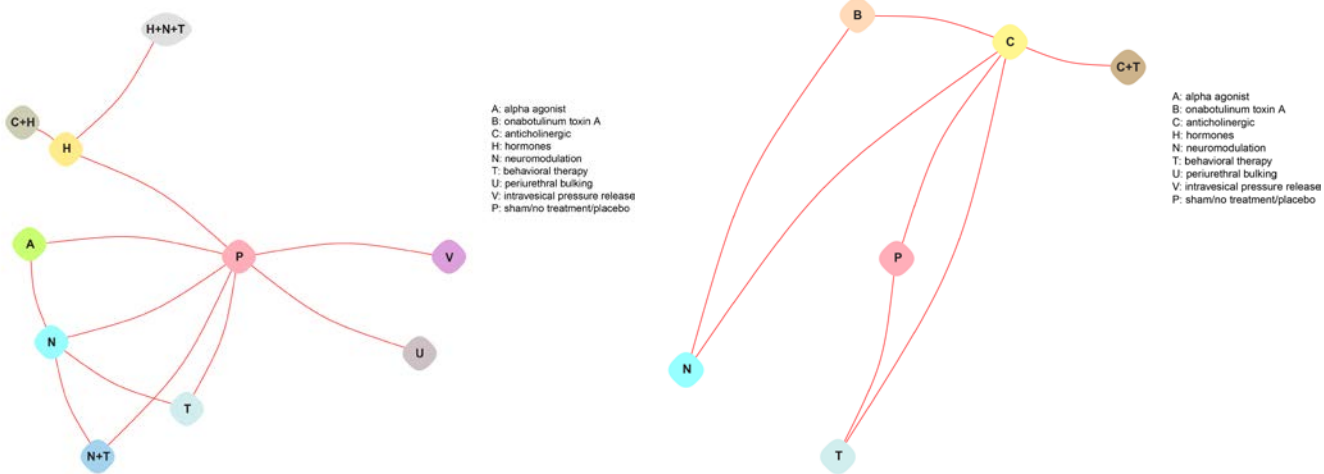 H+N+T
C+H
H
A
P
V
N
U
T
N+T
A: alpha agonist
B: onabotulinum toxin A
C: anticholinergic
H: hormones
N: neuromodulation
T: behavioral therapy
U: periurethral bulking
V: intravesical pressure release
P: sham/no treatment/placebo
B
C
C+T
P
N
T
A: alpha agonist
B: onabotulinum toxin A
C: anticholinergic
H: hormones
N: neuromodulation
T: behavioral therapy
U: periurethral bulking
V: intravesical pressure release
P: sham/no treatment/placebo